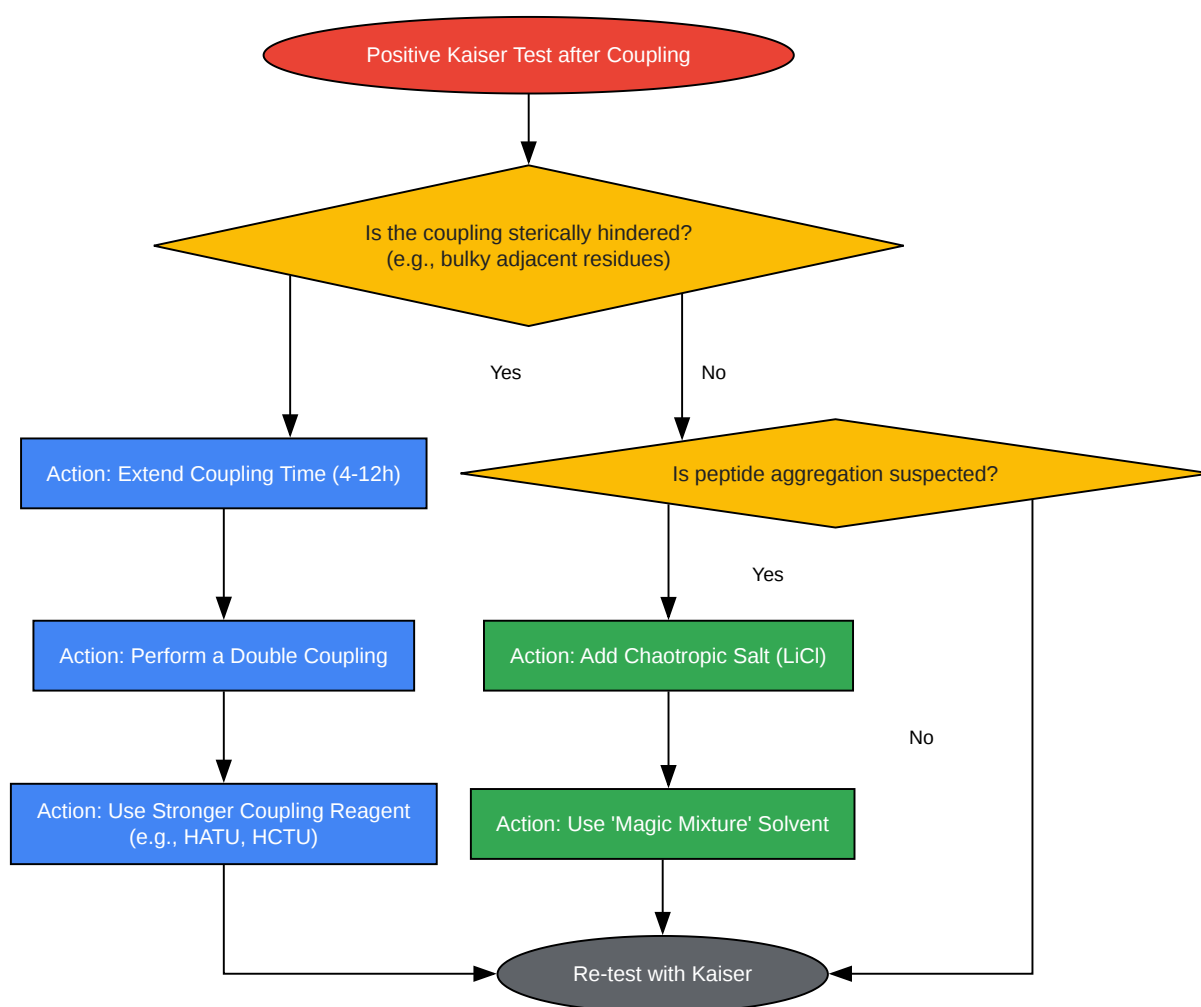 Positive Kaiser Test after Coupling
Is the coupling sterically hindered?
(e.g., bulky adjacent residues)
Yes
No
Action: Extend Coupling Time (4-12h)
Is peptide aggregation suspected?
Yes
Action: Perform a Double Coupling
Action: Add Chaotropic Salt (LiCl)
No
Action: Use Stronger Coupling Reagent
(e.g., HATU, HCTU)
Action: Use 'Magic Mixture' Solvent
Re-test with Kaiser